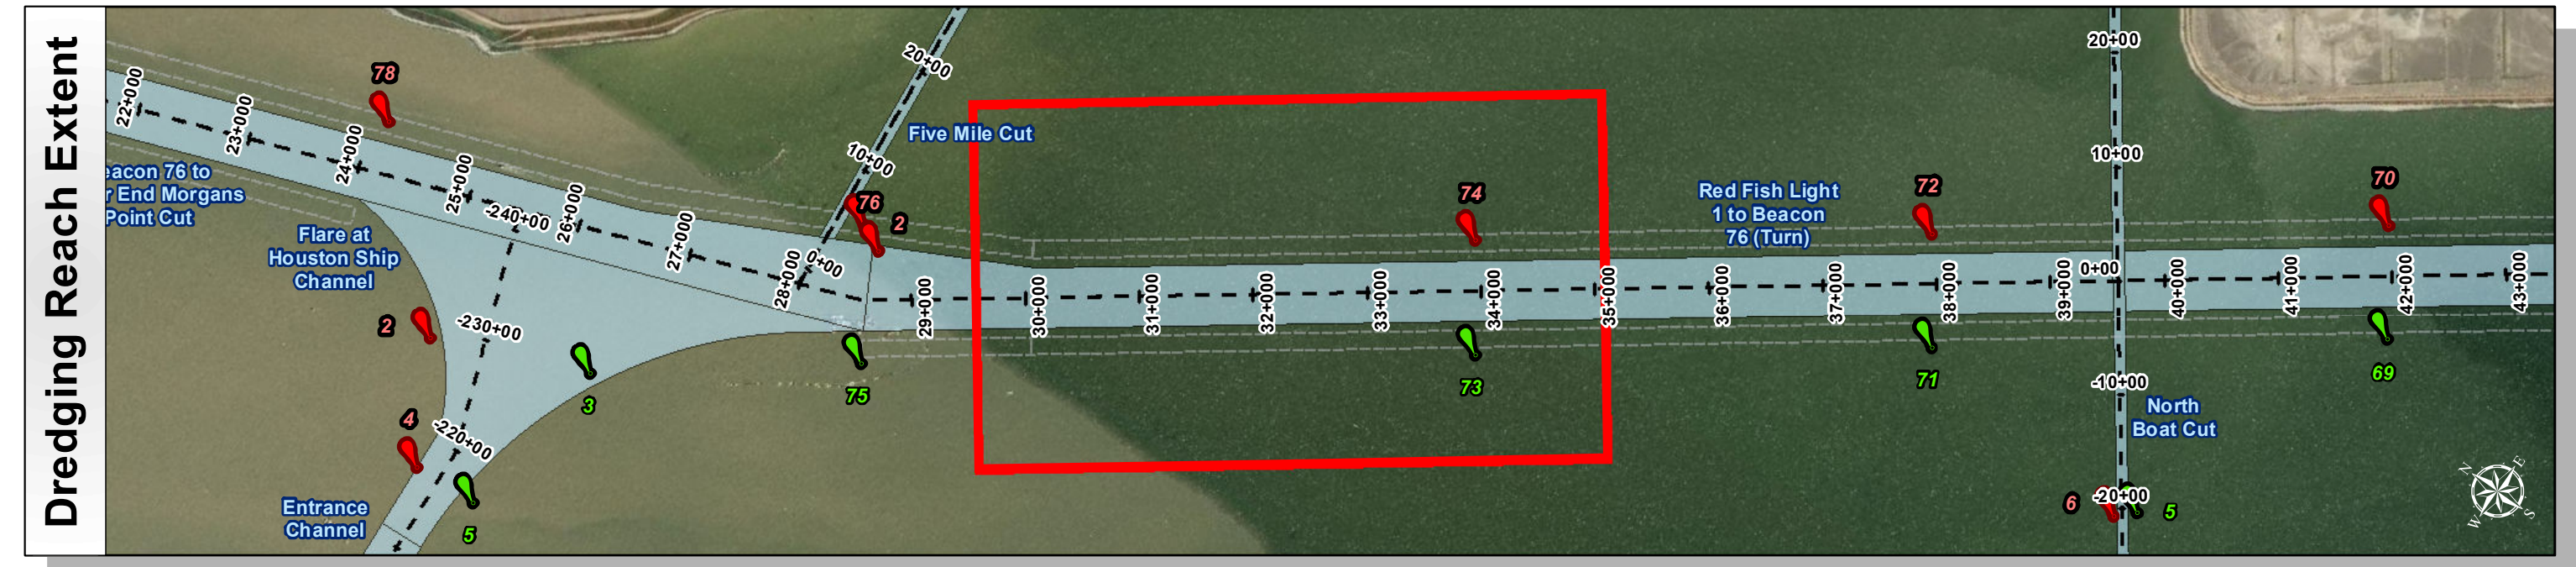 Dredging Reach Extent
22+000
23+000
24+000
25+000
26+000
27+000
28+000
29+000
30+000
31+000
32+000
33+000
34+000
35+000
36+000
37+000
38+000
39+000
40+000
41+000
42+000
43+000
78
eacon 76 to
r End Morgans
Point Cut
Flare at
Houston Ship
Channel
-240+00
-230+00
-220+00
2
4
3
5
Entrance
Channel
20+00
10+00
0+00
Five Mile Cut
76
2
75
74
73
Red Fish Light
1 to Beacon
76 (Turn)
72
71
20+00
10+00
0+00
-10+00
-20+00
North
Boat Cut
6
5
70
69
N
E
W
S